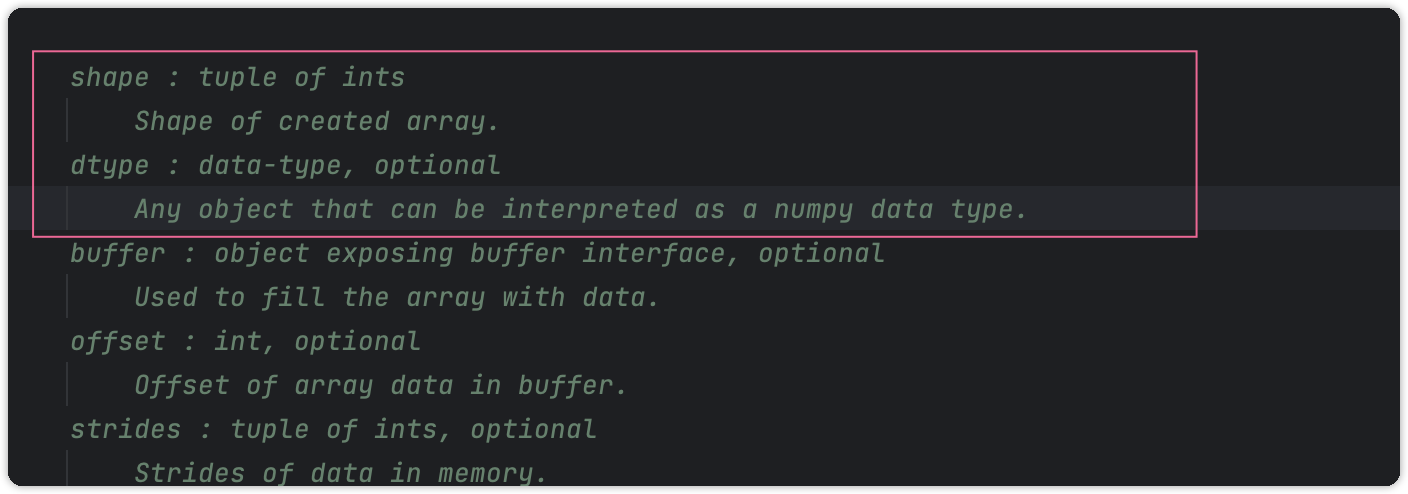 shape : tuple of ints
Shape of created array.
dtype : data-type, optional
Any object that can be interpreted as a numpy data type.
buffer : object exposing buffer interface, optional
Used to fill the array with data.
offset : int, optional
Offset of array data in buffer.
strides : tuple of ints, optional
Strides of data in memory.